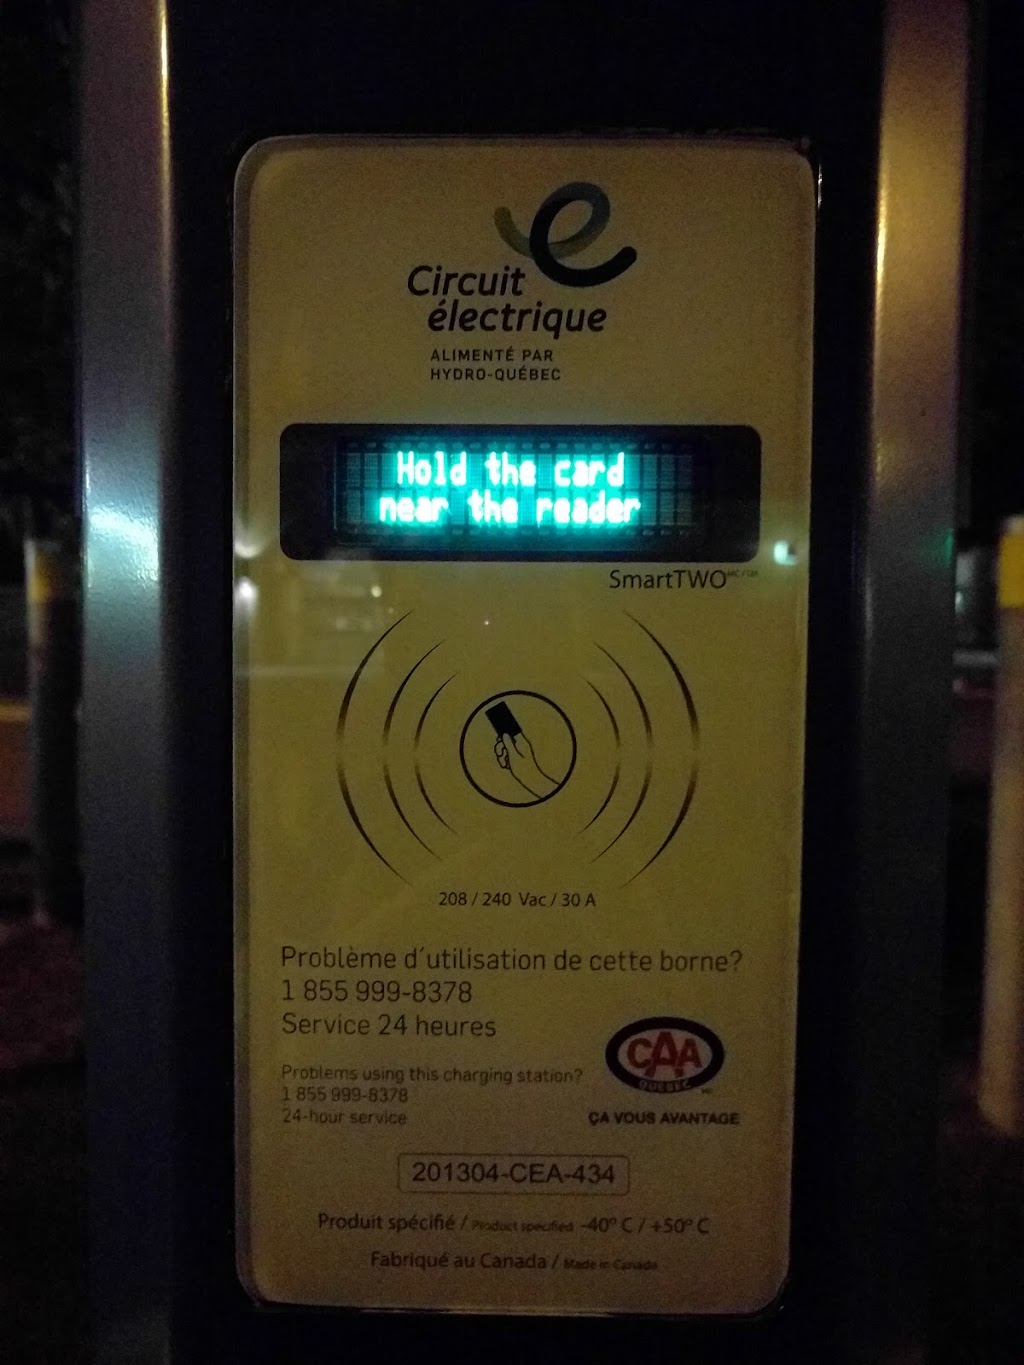 Circuit
électrique
ALIMENTÉ PAR
HYDRO-QUÉBEC
Hold the card
near the reader
SmartTWO
208 / 240 Vac / 30 A
Problème d´utilisation de cette borne?
1 855 999-8378
Service 24 heures
Problems using this charging station?
1 855 999-8378
24-hour service
CAA
QUÉBEC
ÇA VOUS AVANTAGE
201304-CEA-434
Produit spécifié / Product specified -40° C / +50° C
Fabriqué au Canada / Made in Canada